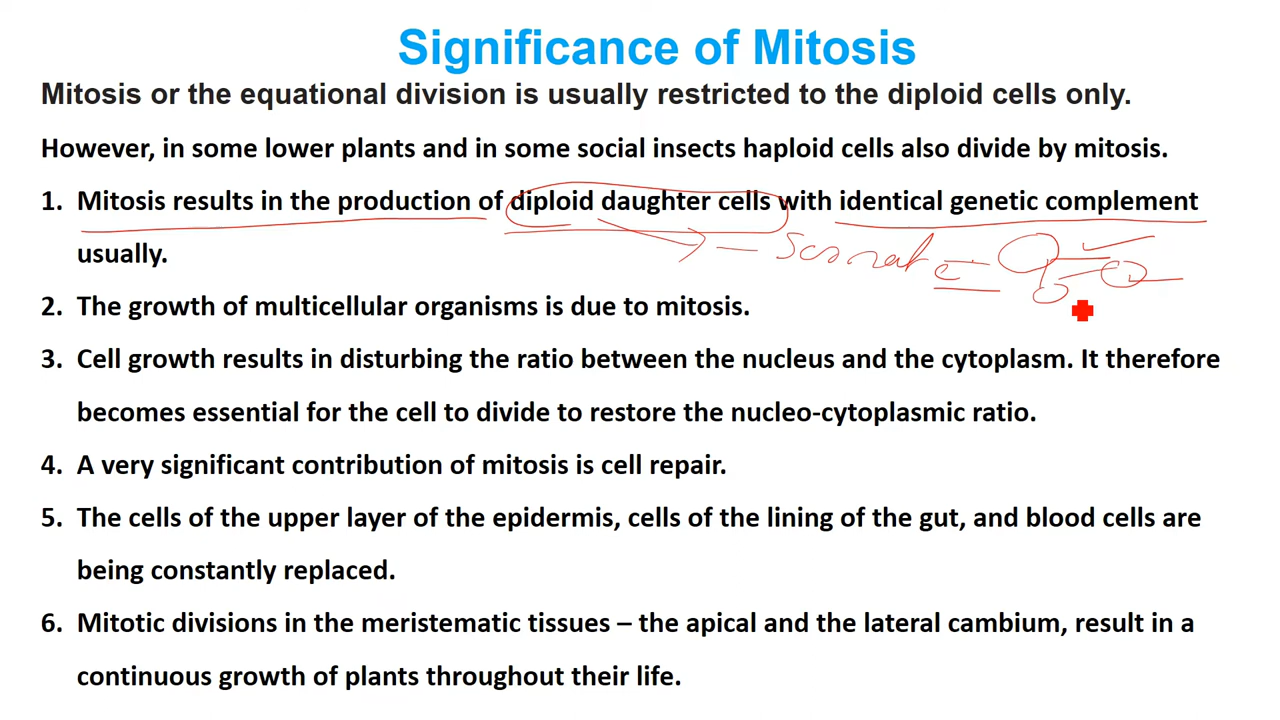 Significance of Mitosis
Mitosis or the equational division is usually restricted to the diploid cells only.
However, in some lower plants and in some social insects haploid cells also divide by mitosis.
1. Mitosis results in the production of diploid daughter cells with identical genetic complement
usually.
2. The growth of multicellular organisms is due to mitosis.
3. Cell growth results in disturbing the ratio between the nucleus and the cytoplasm. It therefore
becomes essential for the cell to divide to restore the nucleo-cytoplasmic ratio.
4. A very significant contribution of mitosis is cell repair.
5. The cells of the upper layer of the epidermis, cells of the lining of the gut, and blood cells are
being constantly replaced.
6. Mitotic divisions in the meristematic tissues – the apical and the lateral cambium, result in a
continuous growth of plants throughout their life.